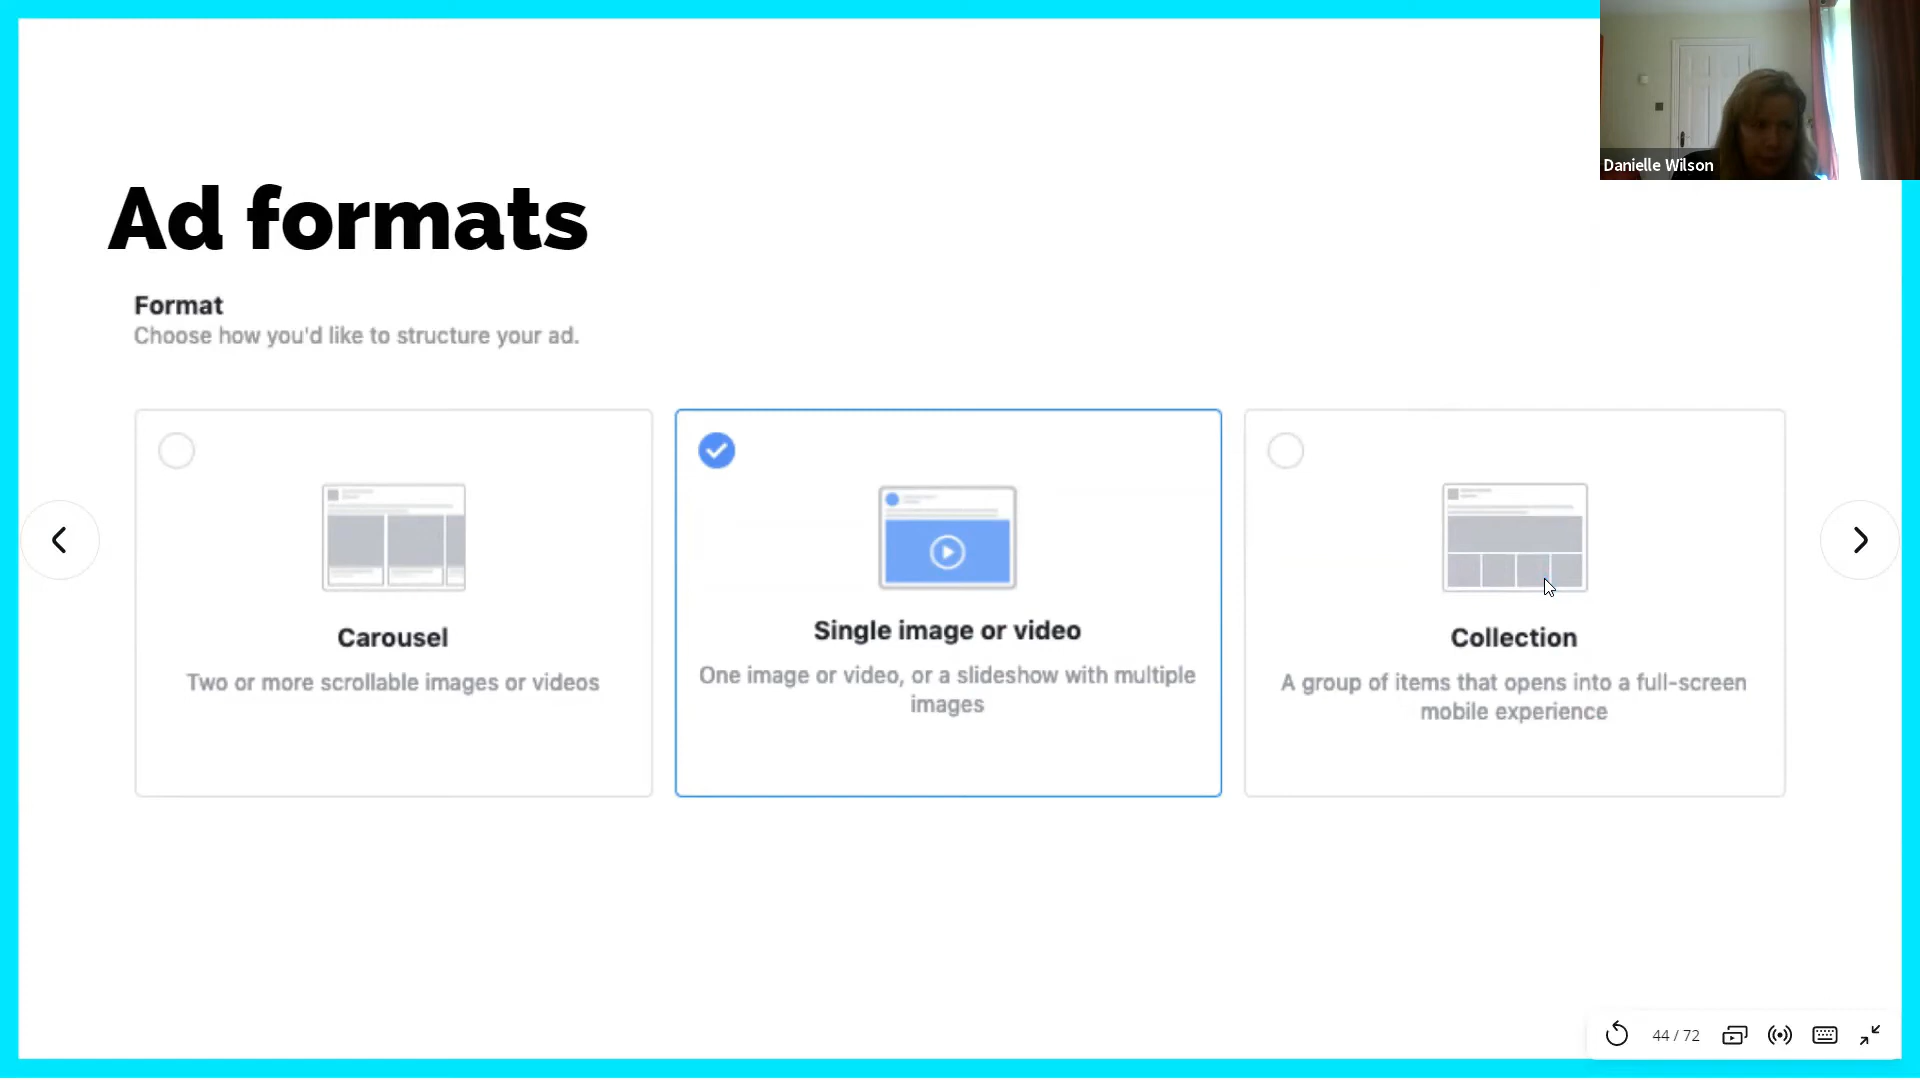 Danielle Wilson
Ad formats
Format
Choose how you'd like to structure your ad.
Carousel
Two or more scrollable images or videos
Single image or video
One image or video, or a slideshow with multiple
images
Collection
A group of items that opens into a full-screen
mobile experience
44 / 72